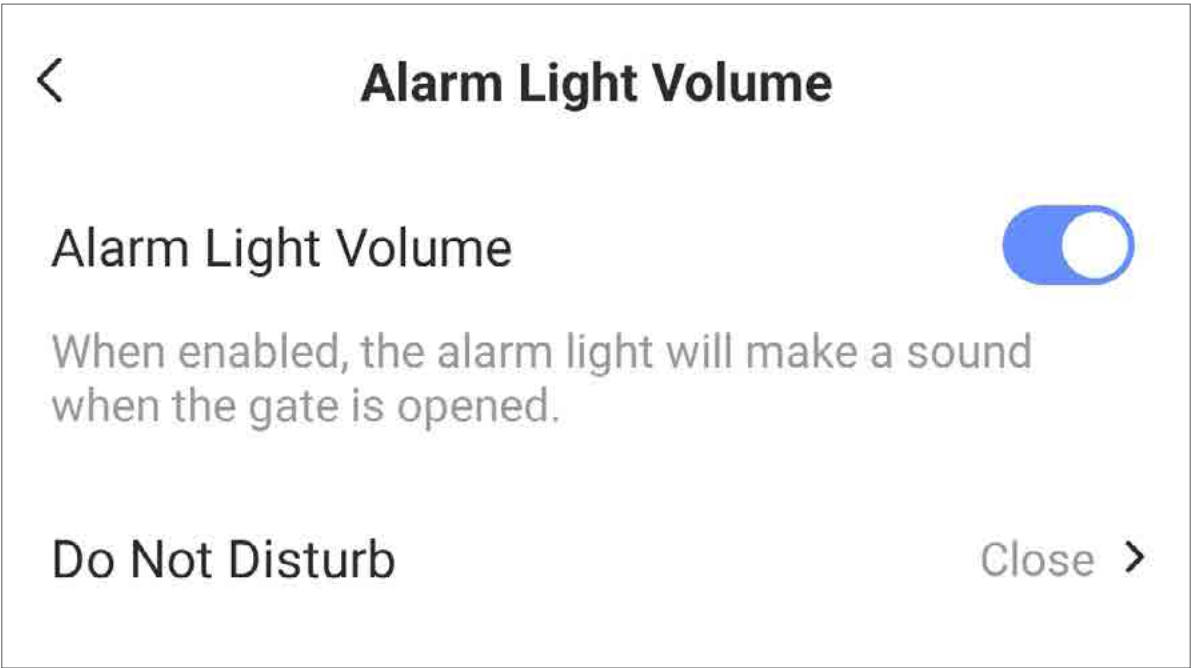 Alarm Light Volume
Alarm Light Volume
When enabled, the alarm light will make a sound
when the gate is opened.
Do Not Disturb Close